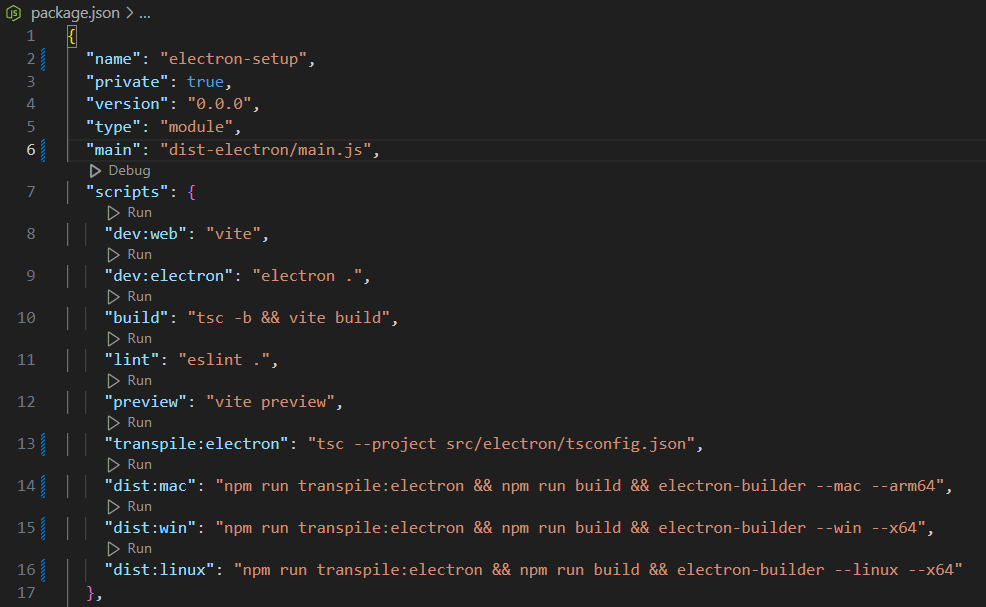 JS package.json > ...
1 {
2 "name": "electron-setup",
3 "private": true,
4 "version": "0.0.0",
5 "type": "module",
6 "main": "dist-electron/main.js",
Debug
7 "scripts": {
Run
8 "dev:web": "vite",
Run
9 "dev:electron": "electron .",
Run
10 "build": "tsc -b && vite build",
Run
11 "lint": "eslint .",
Run
12 "preview": "vite preview",
Run
13 "transpile:electron": "tsc --project src/electron/tsconfig.json",
Run
14 "dist:mac": "npm run transpile:electron && npm run build && electron-builder --mac --arm64",
Run
15 "dist:win": "npm run transpile:electron && npm run build && electron-builder --win --x64",
Run
16 "dist:linux": "npm run transpile:electron && npm run build && electron-builder --linux --x64"
17 },